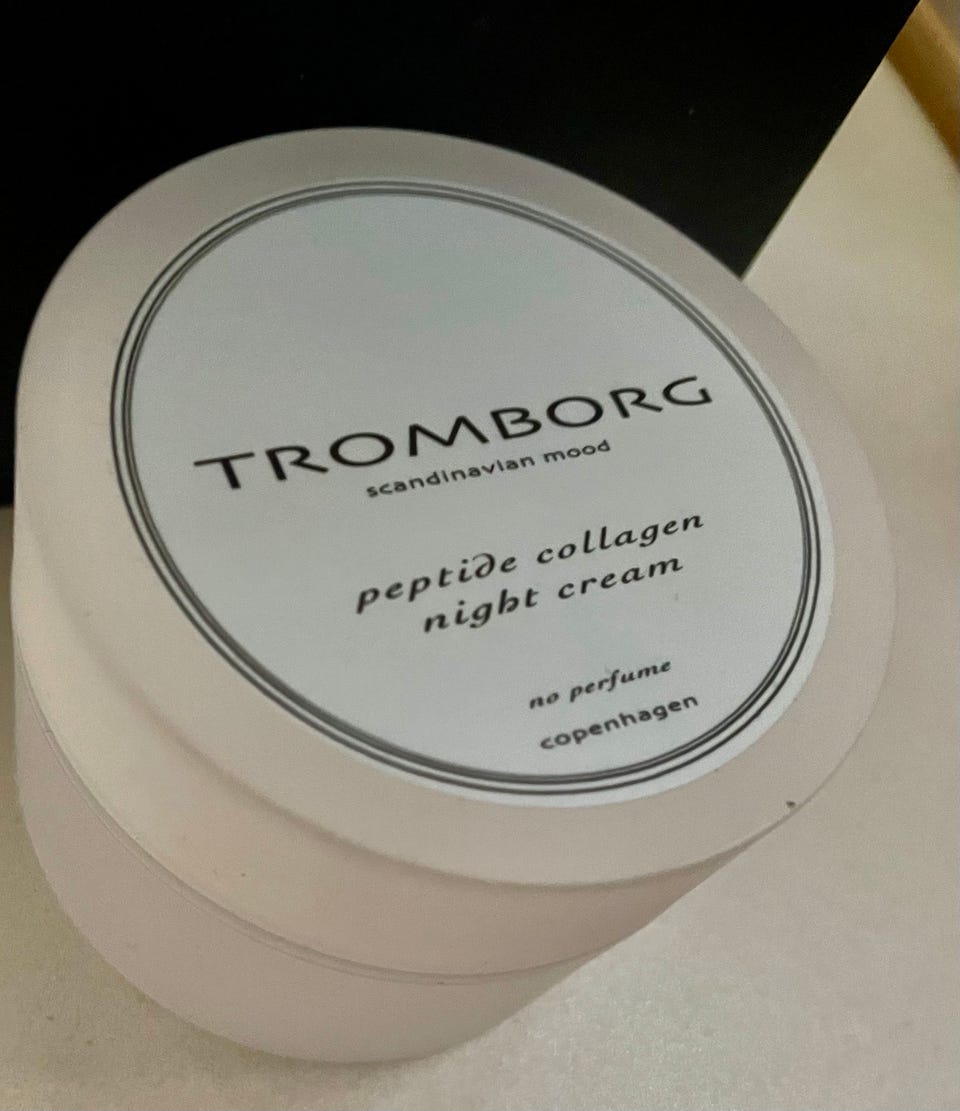 TROMBORG
scandinavian mood
peptide collagen
night cream
no perfume
copenhagen